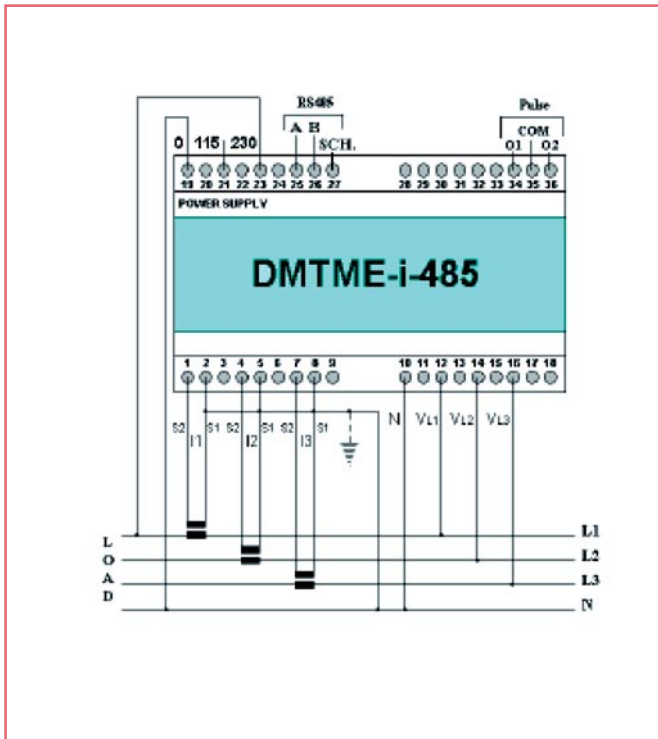 RS485 Pulse
A B COM
0 115 230 SCH. O1 O2
19 20 21 22 23 24 25 26 27 28 29 30 31 32 33 34 35 36
POWER SUPPLY
DMTME-i-485
1 2 3 4 5 6 7 8 9 10 11 12 13 14 15 16 17 18
S2 I1 S1 S2 I2 S1 S2 I3 S1 N VL1 VL2 VL3
L L1
O L2
A L3
D N